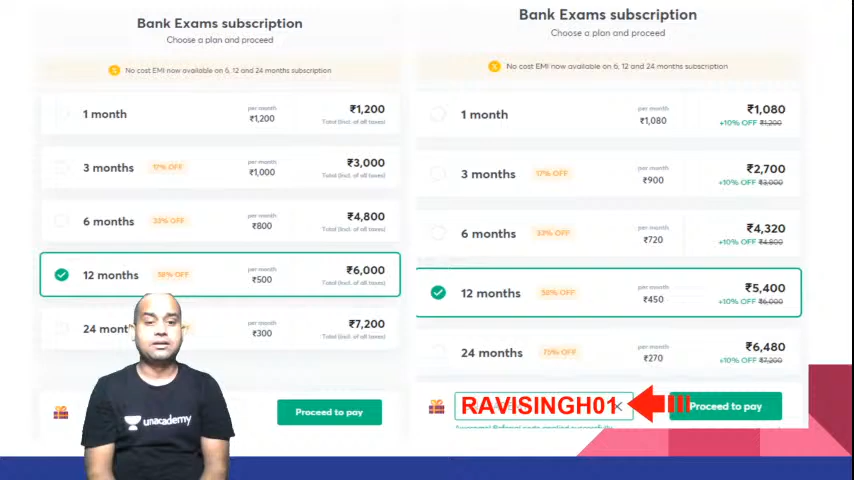 Bank Exams subscription
Choose a plan and proceed
No cost EMI now available on 6, 12 and 24 months subscription
1 month
per month
₹1,200
₹1,200
Total (Incl. of all taxes)
3 months
17% OFF
per month
₹1,000
₹3,000
Total (Incl. of all taxes)
6 months
33% OFF
per month
₹800
₹4,800
Total (Incl. of all taxes)
12 months
58% OFF
per month
₹500
₹6,000
Total (Incl. of all taxes)
24 mont
per month
₹300
₹7,200
Total (Incl. of all taxes)
Proceed to pay
unacademy
Bank Exams subscription
Choose a plan and proceed
No cost EMI now available on 6, 12 and 24 months subscription
1 month
per month
₹1,080
₹1,080
+10% OFF ₹1,200
3 months
17% OFF
per month
₹900
₹2,700
+10% OFF ₹3,000
6 months
33% OFF
per month
₹720
₹4,320
+10% OFF ₹4,800
12 months
58% OFF
per month
₹450
₹5,400
+10% OFF ₹6,000
24 months
75% OFF
per month
₹270
₹6,480
+10% OFF ₹7,200
RAVISINGH01
Proceed to pay